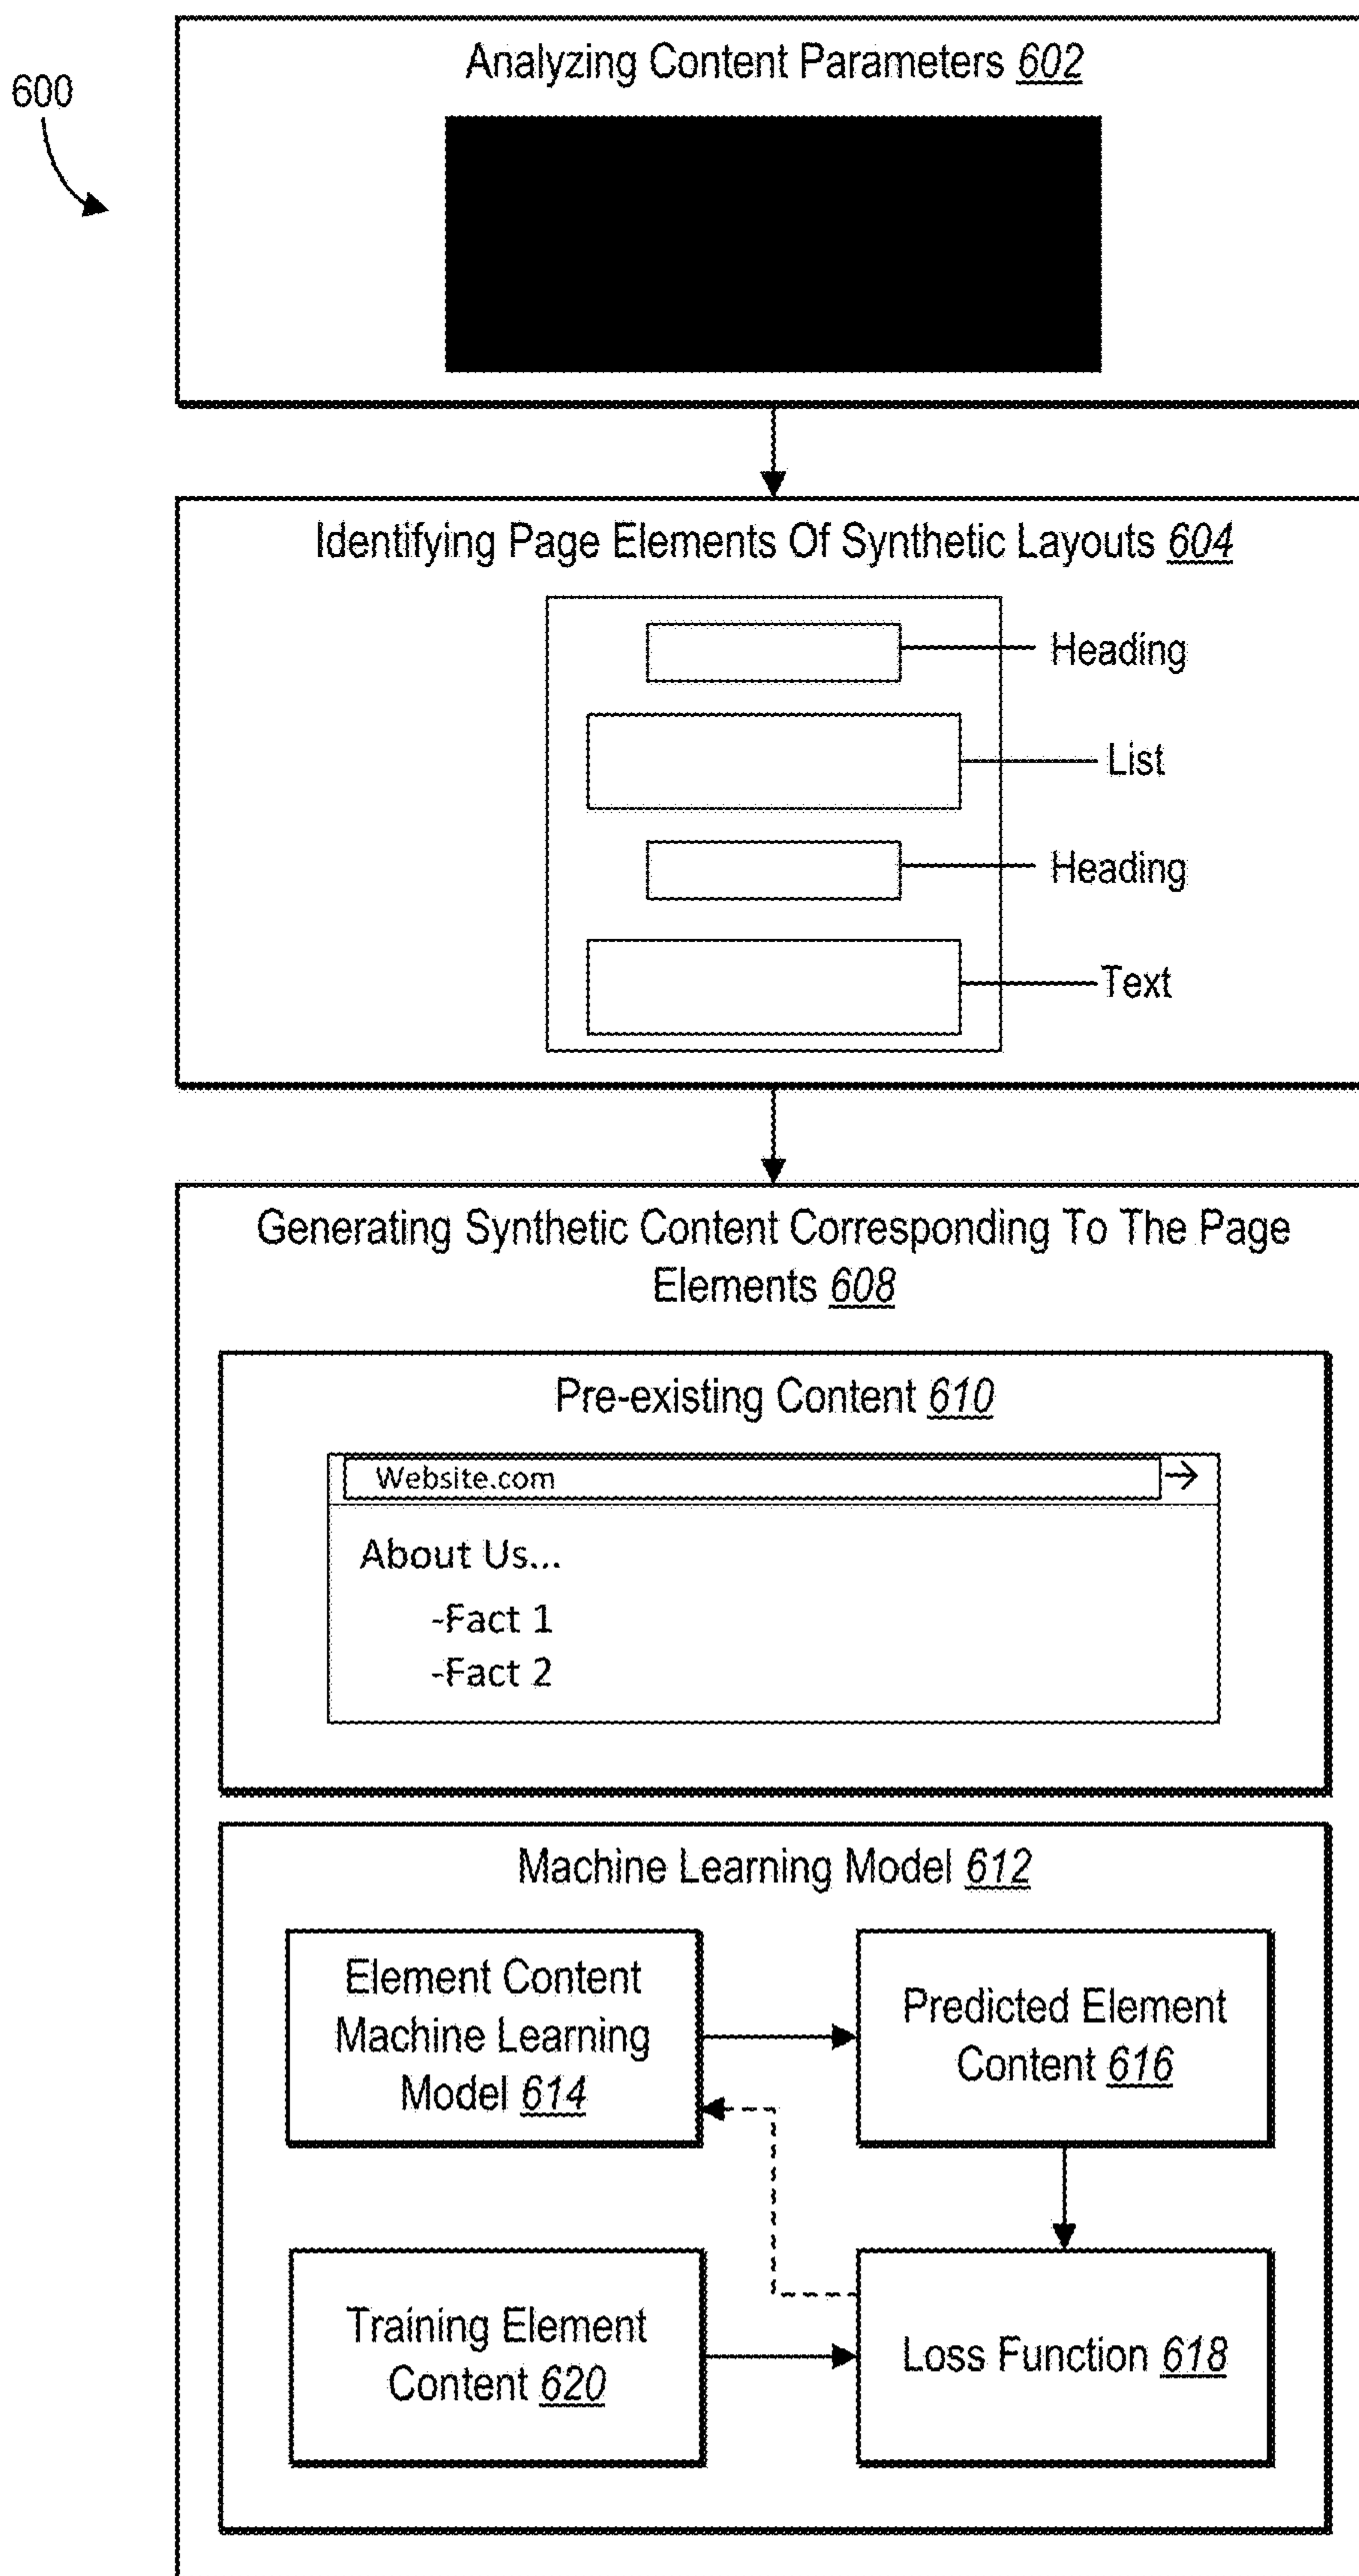 600
Analyzing Content Parameters 602
Identifying Page Elements Of Synthetic Layouts 604
Heading
List
Heading
Text
Generating Synthetic Content Corresponding To The Page
Elements 608
Pre-existing Content 610
Website.com
About Us...
-Fact 1
-Fact 2
Machine Learning Model 612
Element Content
Machine Learning
Model 614
Predicted Element
Content 616
Training Element
Content 620
Loss Function 618